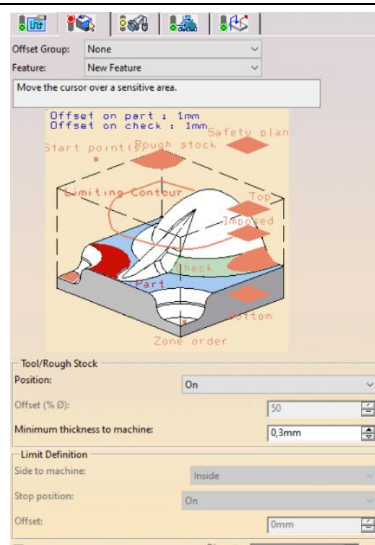 Offset Group: None
Feature: New Feature
Move the cursor over a sensitive area.
Offset on part : 1mm
Offset on check : 1mm
Safety plan
Start point(s) Rough stock
Limiting Contour
Top
Imposed
Check
Part
Bottom
Zone order
Tool/Rough Stock
Position: On
Offset (% Ø): 50
Minimum thickness to machine: 0,3mm
Limit Definition
Side to machine: Inside
Stop position: On
Offset: 0mm